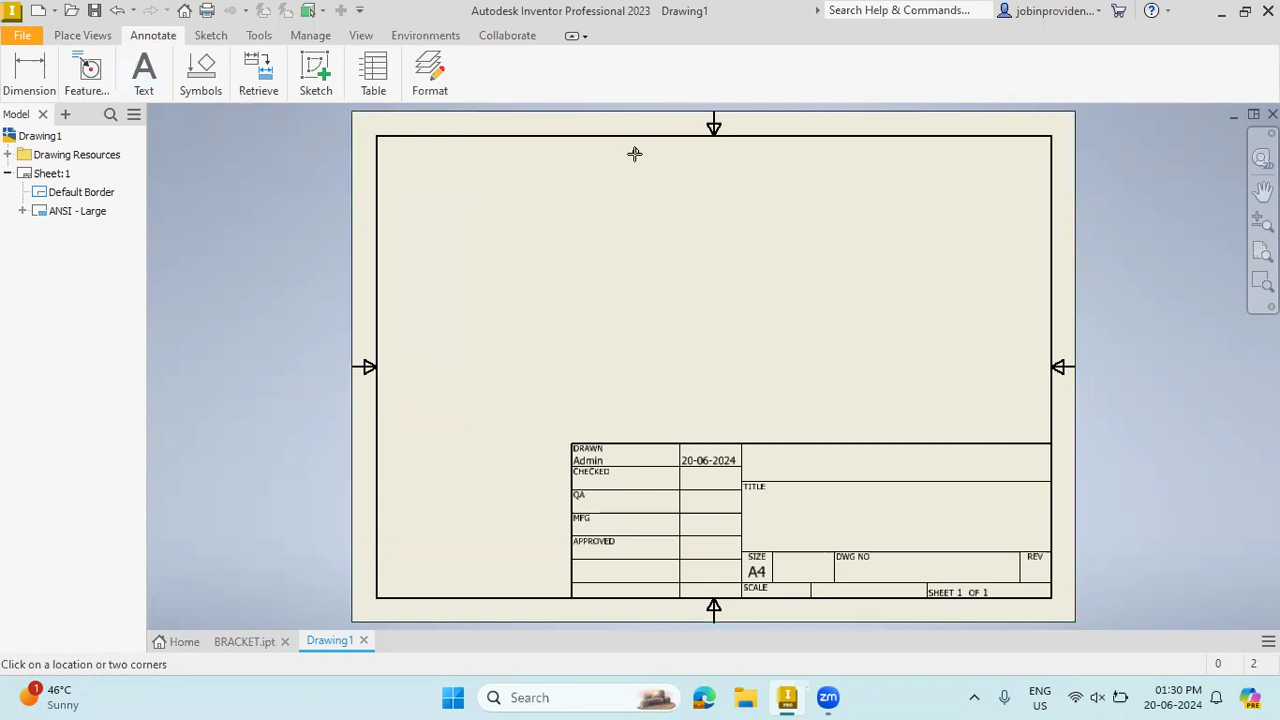 Autodesk Inventor Professional 2023 Drawing1
Search Help & Commands...
jobinproviden...
File Place Views Annotate Sketch Tools Manage View Environments Collaborate
Dimension Feature... Text Symbols Retrieve Sketch Table Format
Model
Drawing1
Drawing Resources
Sheet:1
Default Border
ANSI - Large
DRAWN
Admin 20-06-2024
CHECKED
QA
MFG
APPROVED
TITLE
SIZE
A4
DWG NO
REV
SCALE
SHEET 1 OF 1
Home BRACKET.ipt Drawing1
Click on a location or two corners
0 2
1
46°C
Sunny
Search
I
PRO
zm
ENG
US
01:30 PM
20-06-2024
PRE